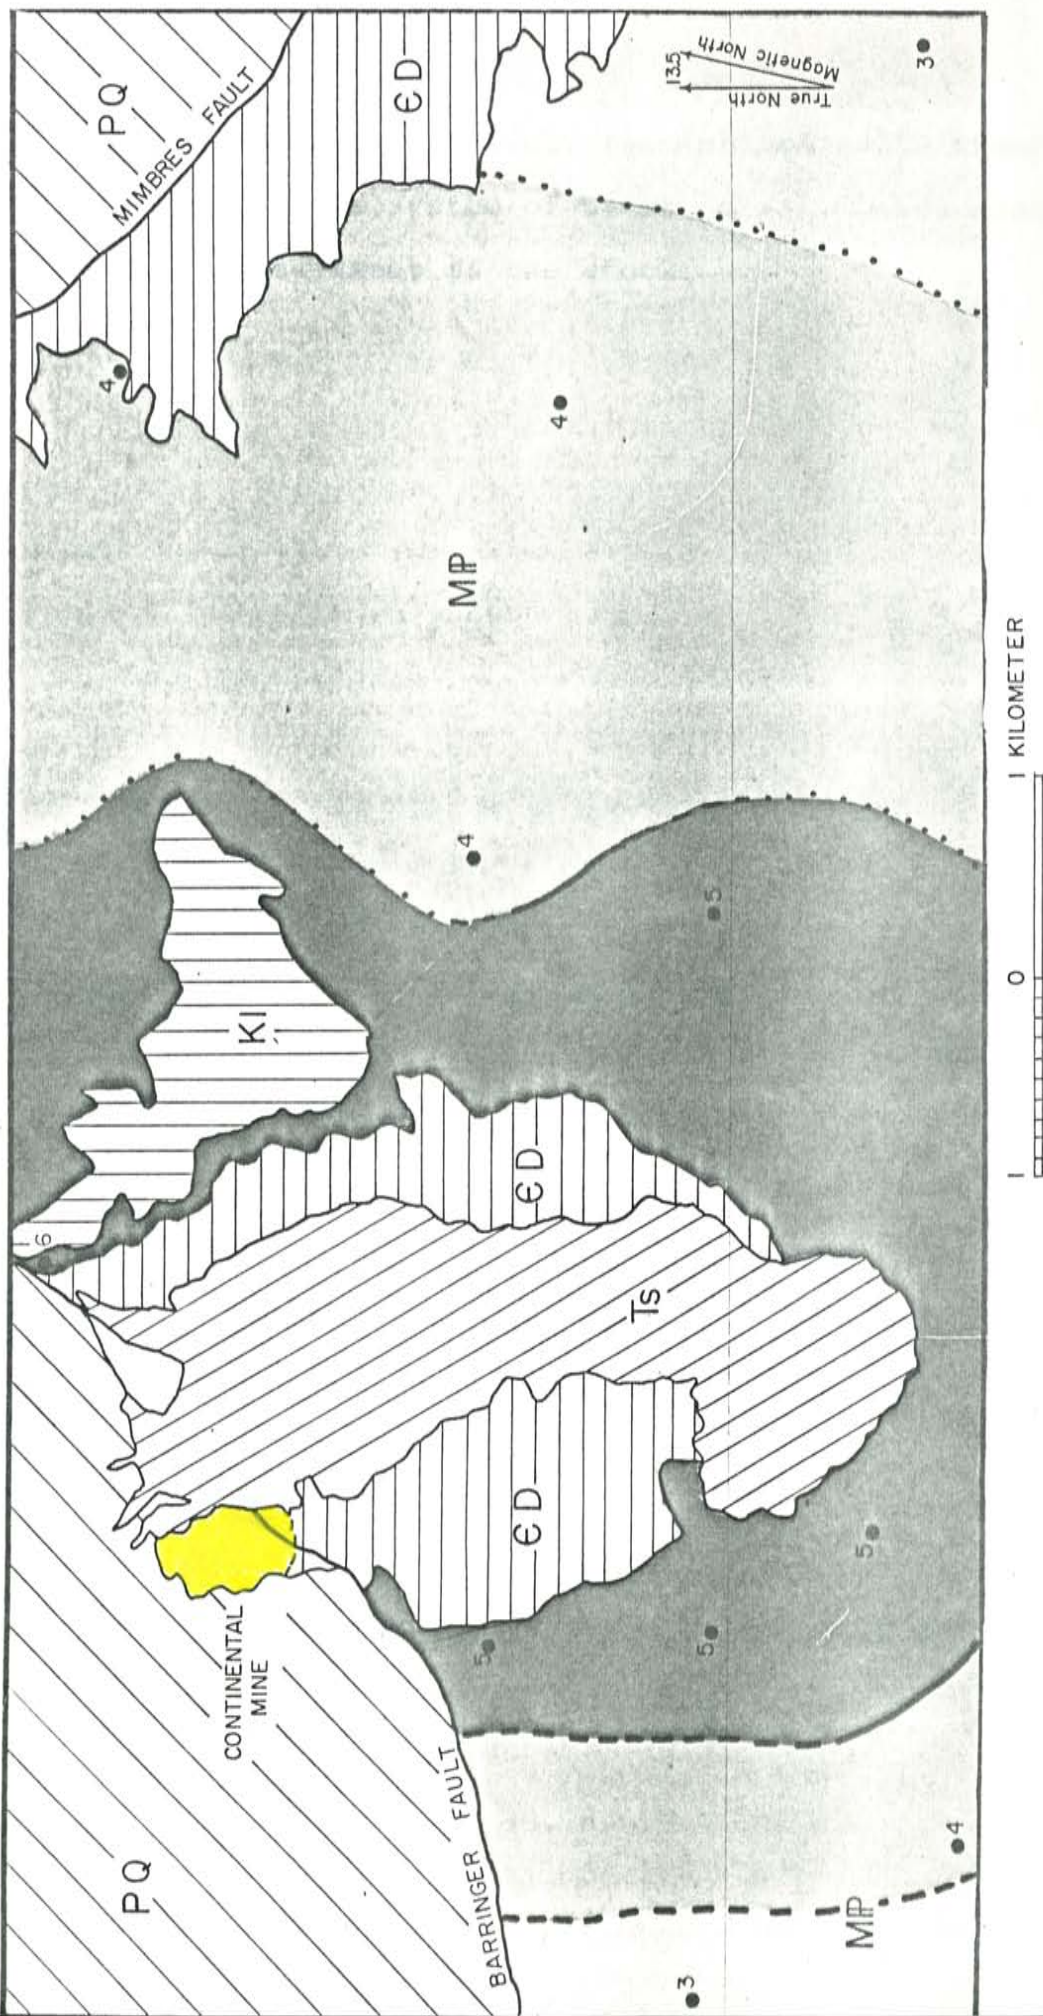 6
PQ
4
PQ
MIMBRES FAULT
CONTINENTAL
MINE
KI
ЄD
BARRINGER FAULT
5
4
MP
ЄD
ЄD
4
Ts
3
5
5
13.5
Magnetic North
True North
MP
5
4
3
1 0 1 KILOMETER